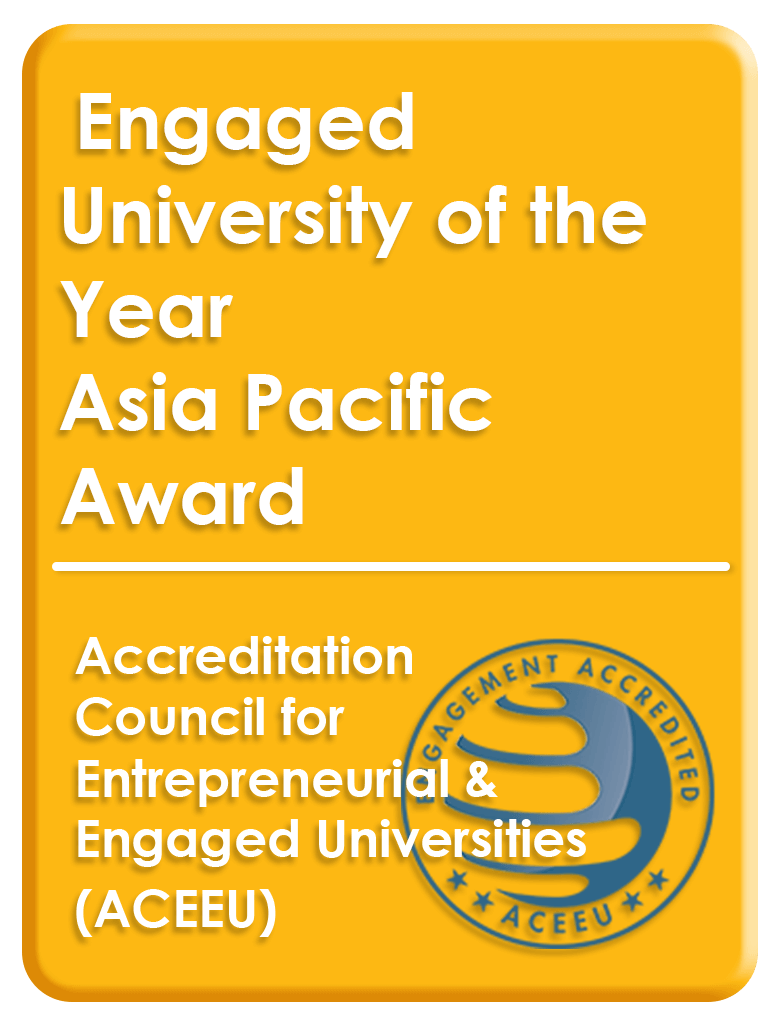 Engaged
University of the
Year
Asia Pacific
Award
Accreditation
Council for
Entrepreneurial &
Engaged Universities
(ACEEU)
ENGAGEMENT ACCREDITED
ACEEU